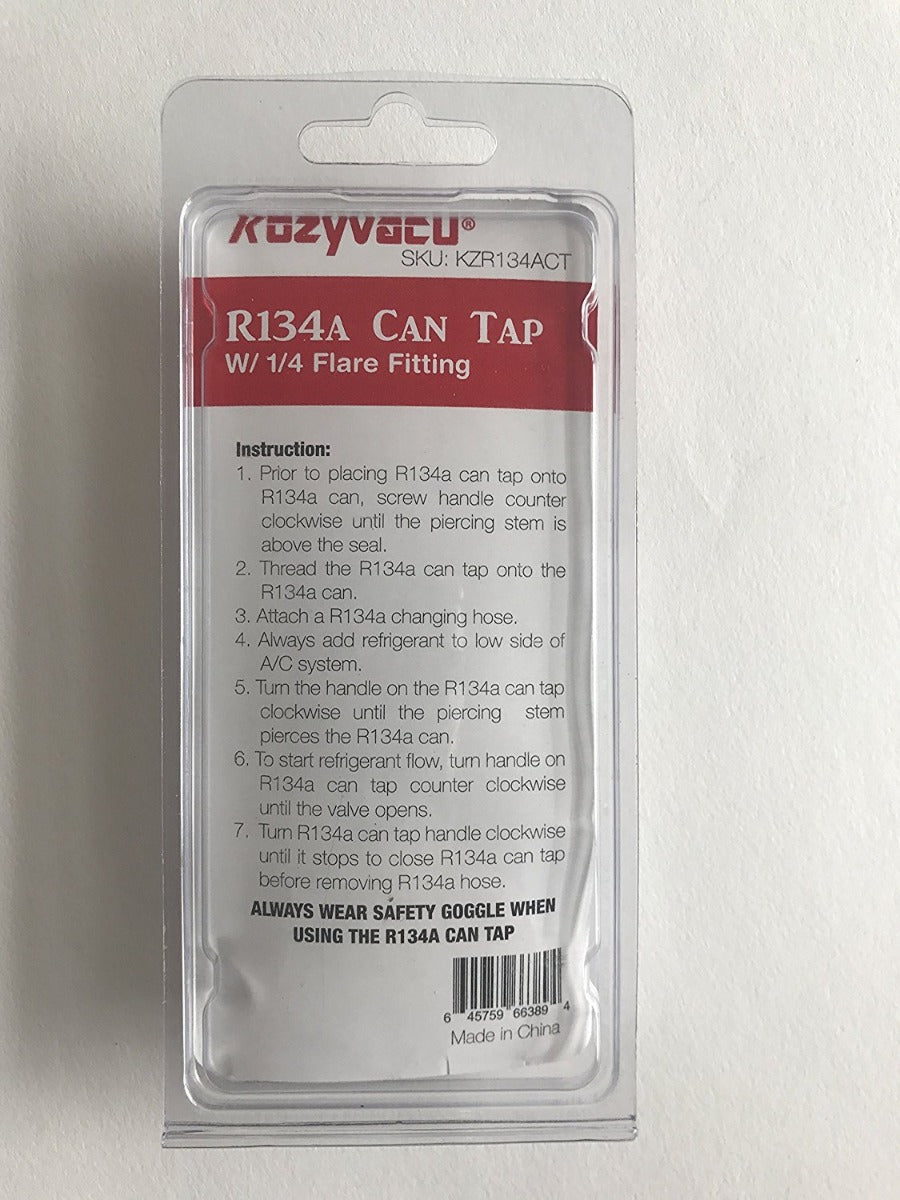 Kozyvacu®
SKU: KZR134ACT
R134A CAN TAP
W/ 1/4 Flare Fitting
Instruction:
1. Prior to placing R134a can tap onto
R134a can, screw handle counter
clockwise until the piercing stem is
above the seal.
2. Thread the R134a can tap onto the
R134a can.
3. Attach a R134a changing hose.
4. Always add refrigerant to low side of
A/C system.
5. Turn the handle on the R134a can tap
clockwise until the piercing stem
pierces the R134a can.
6. To start refrigerant flow, turn handle on
R134a can tap counter clockwise
until the valve opens.
7. Turn R134a can tap handle clockwise
until it stops to close R134a can tap
before removing R134a hose.
ALWAYS WEAR SAFETY GOGGLE WHEN
USING THE R134A CAN TAP
6 45759 66389 4
Made in China